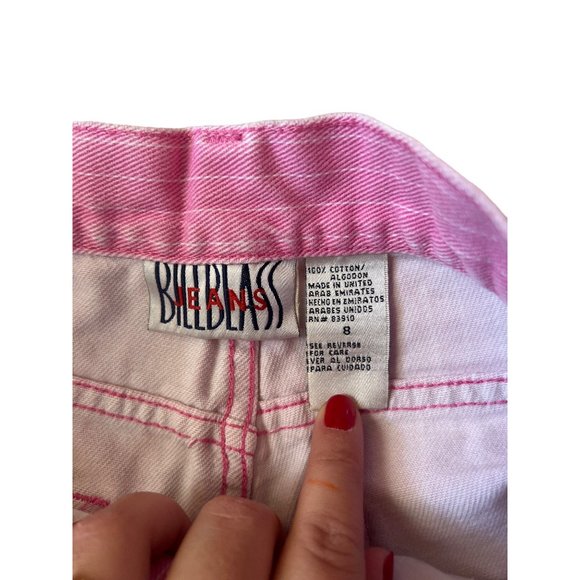 BILLBLASS
JEANS
100% COTTON/
ALGODON
MADE IN UNITED
ARAB EMIRATES
HECHO EN EMIRATOS
ARABES UNIDOS
RN# 83910
8
SEE REVERSE
FOR CARE
VER AL DORSO
PARA CUIDADO